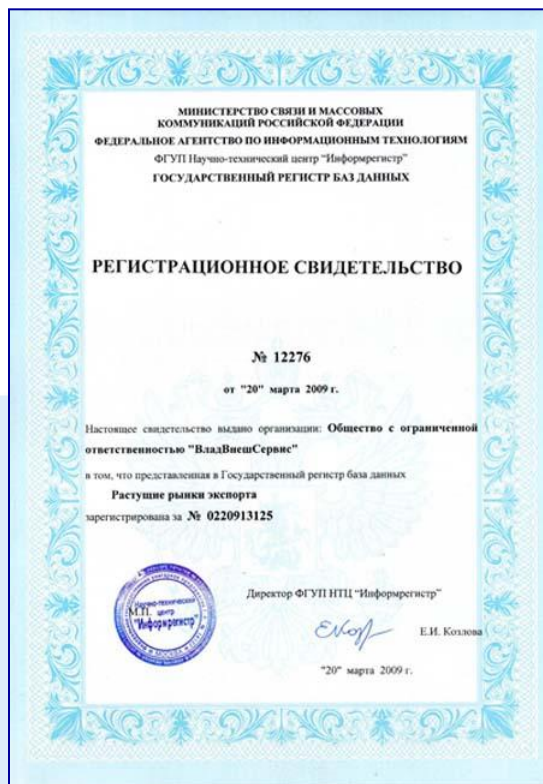 МИНИСТЕРСТВО СВЯЗИ И МАССОВЫХ
КОММУНИКАЦИЙ РОССИЙСКОЙ ФЕДЕРАЦИИ
ФЕДЕРАЛЬНОЕ АГЕНТСТВО ПО ИНФОРМАЦИОННЫМ ТЕХНОЛОГИЯМ
ФГУП Научно-технический центр "Информрегистр"
ГОСУДАРСТВЕННЫЙ РЕГИСТР БАЗ ДАННЫХ
РЕГИСТРАЦИОННОЕ СВИДЕТЕЛЬСТВО
№ 12276
от "20" марта 2009 г.
Настоящее свидетельство выдано организации: Общество с ограниченной
ответственностью "ВладВнешСервис"
в том, что представленная в Государственный регистр база данных
Растущие рынки экспорта
зарегистрирована за № 0220913125
Директор ФГУП НТЦ "Информрегистр"
М.П.
Научно-технический
центр
"Информрегистр"
Е.И. Козлова
"20" марта 2009 г.